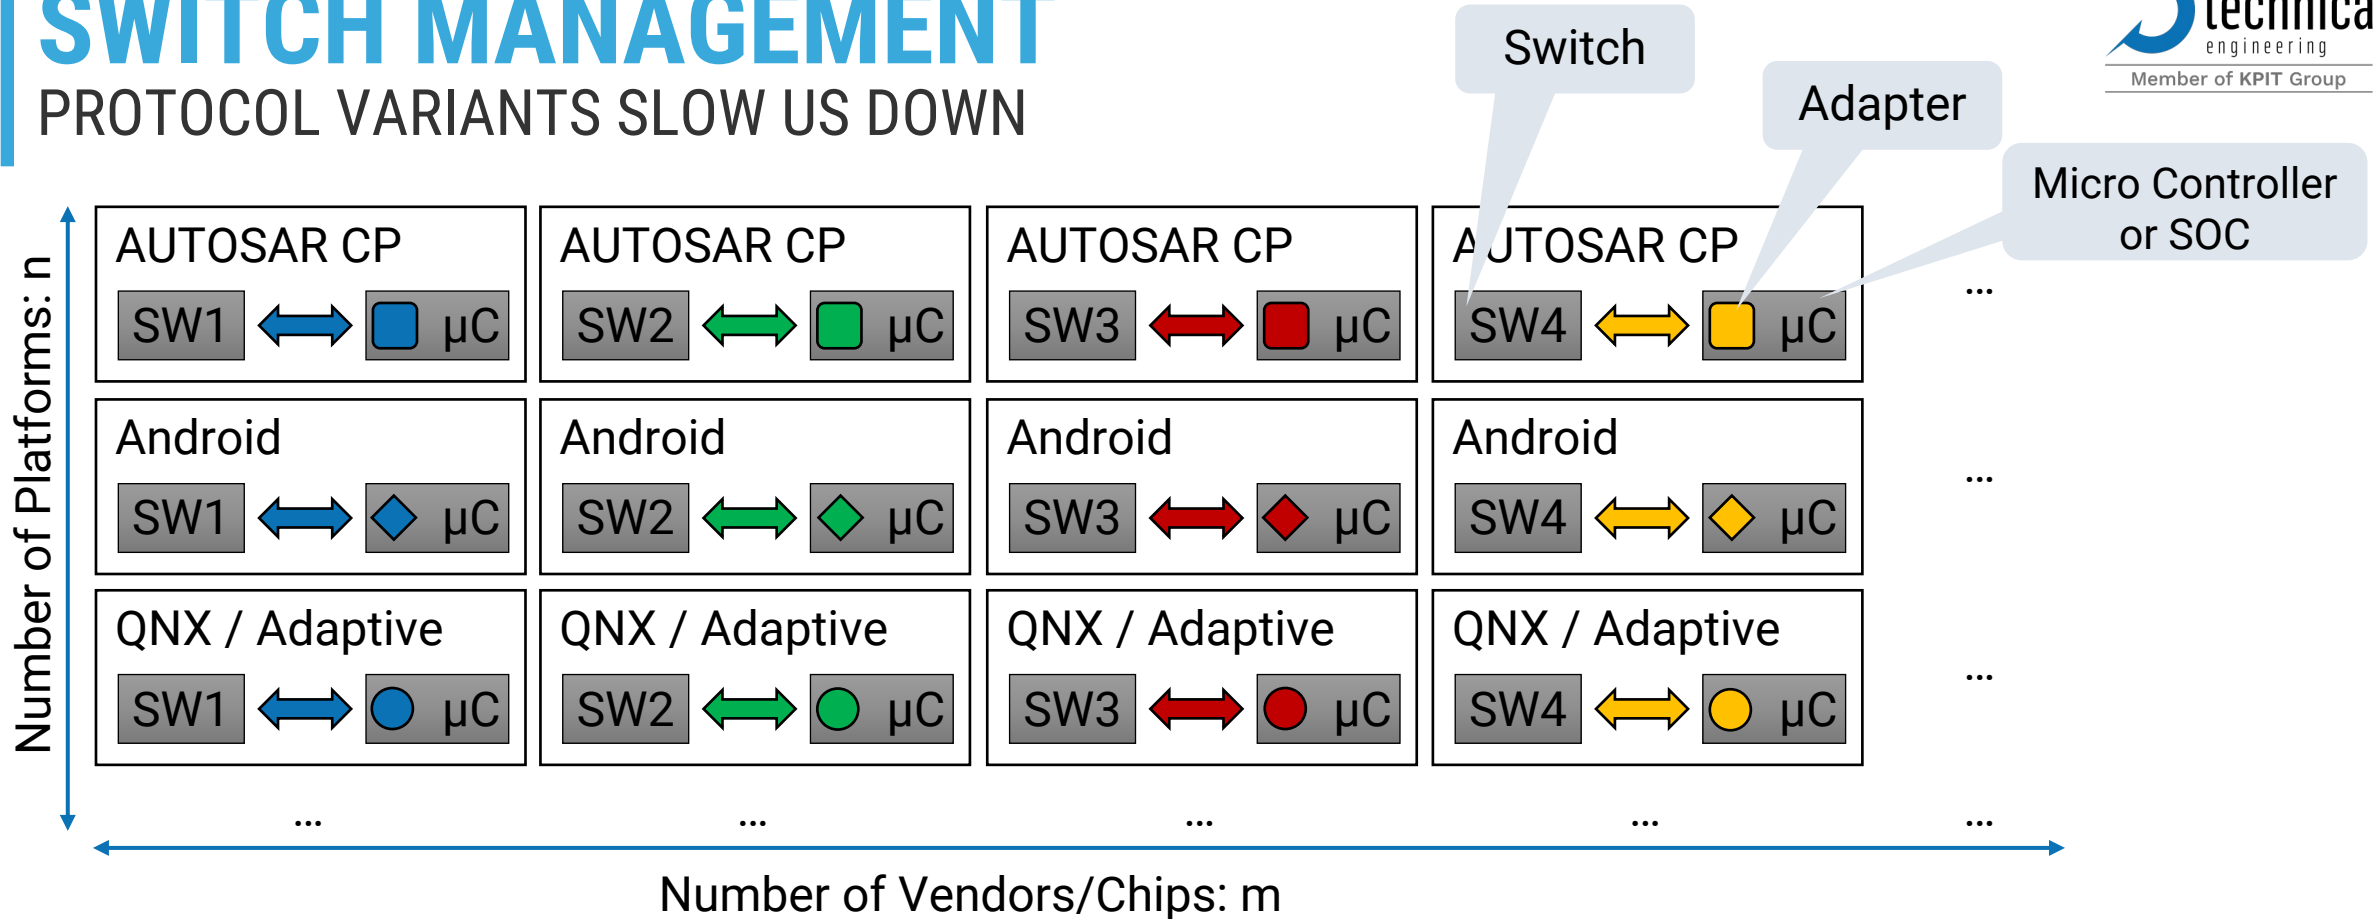 SWITCH MANAGEMENT
PROTOCOL VARIANTS SLOW US DOWN
technica
engineering
Member of KPIT Group
Switch
Adapter
Micro Controller
or SOC
Number of Platforms: n
AUTOSAR CP
AUTOSAR CP
AUTOSAR CP
AUTOSAR CP
SW1 µC
SW2 µC
SW3 µC
SW4 µC
...
Android
Android
Android
Android
SW1 µC
SW2 µC
SW3 µC
SW4 µC
...
QNX / Adaptive
QNX / Adaptive
QNX / Adaptive
QNX / Adaptive
SW1 µC
SW2 µC
SW3 µC
SW4 µC
...
... ... ... ... ...
Number of Vendors/Chips: m